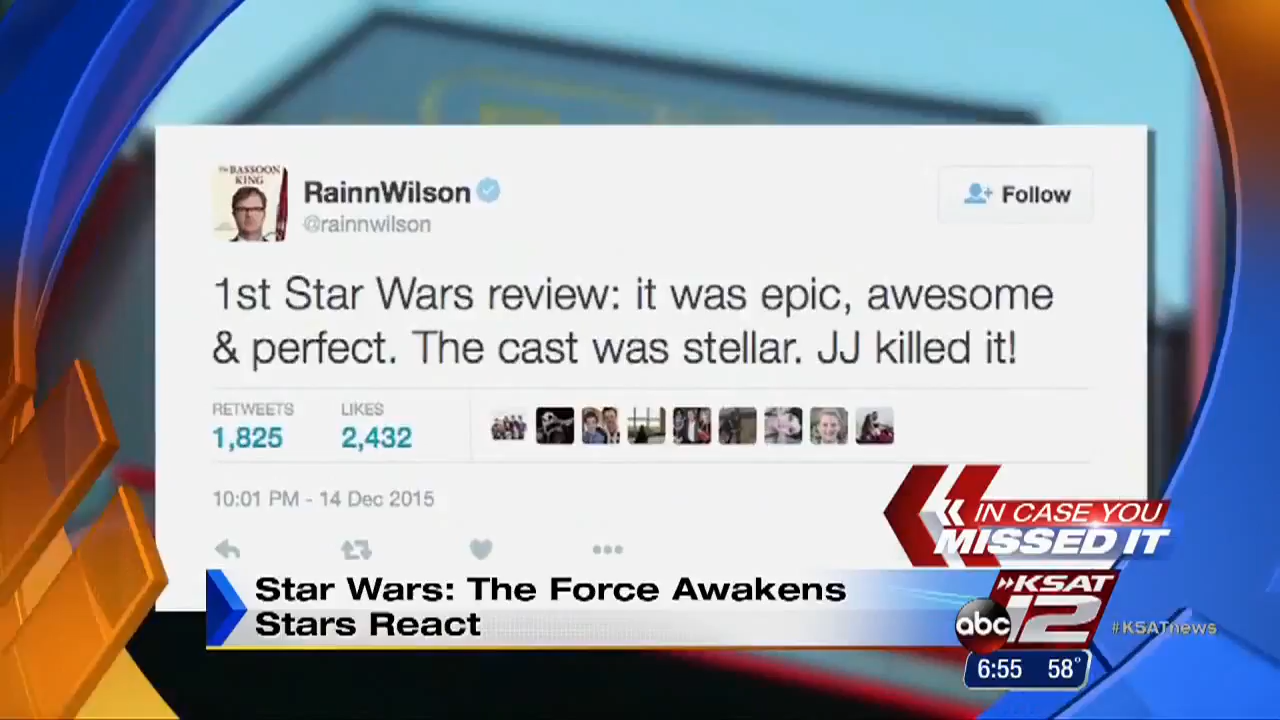 The BASSOON
KING
RainnWilson
@rainnwilson
Follow
1st Star Wars review: it was epic, awesome
& perfect. The cast was stellar. JJ killed it!
RETWEETS
LIKES
1,825
2,432
10:01 PM - 14 Dec 2015
IN CASE YOU
MISSED IT
Star Wars: The Force Awakens
Stars React
KSAT
abc
12
#KSATnews
6:55 58°